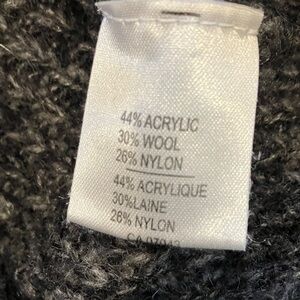 44% ACRYLIC
30% WOOL
26% NYLON
44% ACRYLIQUE
30%LAINE
26% NYLON